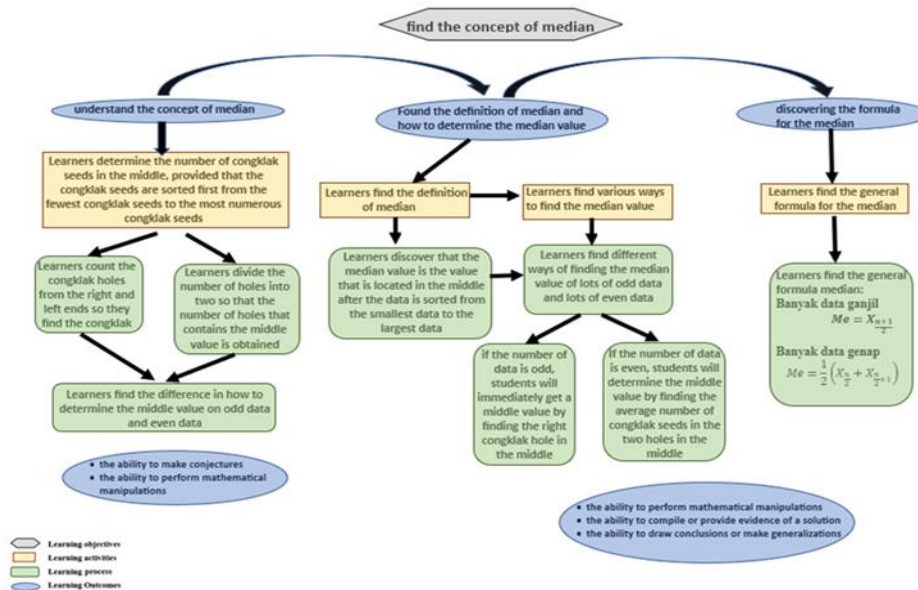 find the concept of median
understand the concept of median
Found the definition of median and
how to determine the median value
discovering the formula
for the median
Learners determine the number of congklak
seeds in the middle, provided that the
congklak seeds are sorted first from the
fewest congklak seeds to the most numerous
congklak seeds
Learners find the definition
of median
Learners find various ways
to find the median value
Learners find the general
formula for the median
Learners count the
congklak holes
from the right and
left ends so they
find the congklak
Learners divide the
number of holes into
two so that the
number of holes that
contains the middle
value is obtained
Learners discover that the
median value is the value
that is located in the middle
after the data is sorted from
the smallest data to the
largest data
Learners find different
ways of finding the median
value of lots of odd data
and lots of even data
Learners find the general
formula median:
Banyak data ganjil
Me = X_{\frac{n+1}{2}}
Banyak data genap
Me = \frac{1}{2}(X_{\frac{n}{2}} + X_{\frac{n}{2}+1})
Learners find the difference in how to
determine the middle value on odd data
and even data
if the number of
data is odd,
students will
immediately get a
middle value by
finding the right
congklak hole in
the middle
If the number of data
is even, students will
determine the middle
value by finding the
average number of
congklak seeds in the
two holes in the
middle
• the ability to make conjectures
• the ability to perform mathematical
manipulations
• the ability to perform mathematical manipulations
• the ability to compile or provide evidence of a solution
• the ability to draw conclusions or make generalizations
Learning objectives
Learning activities
Learning process
Learning Outcomes